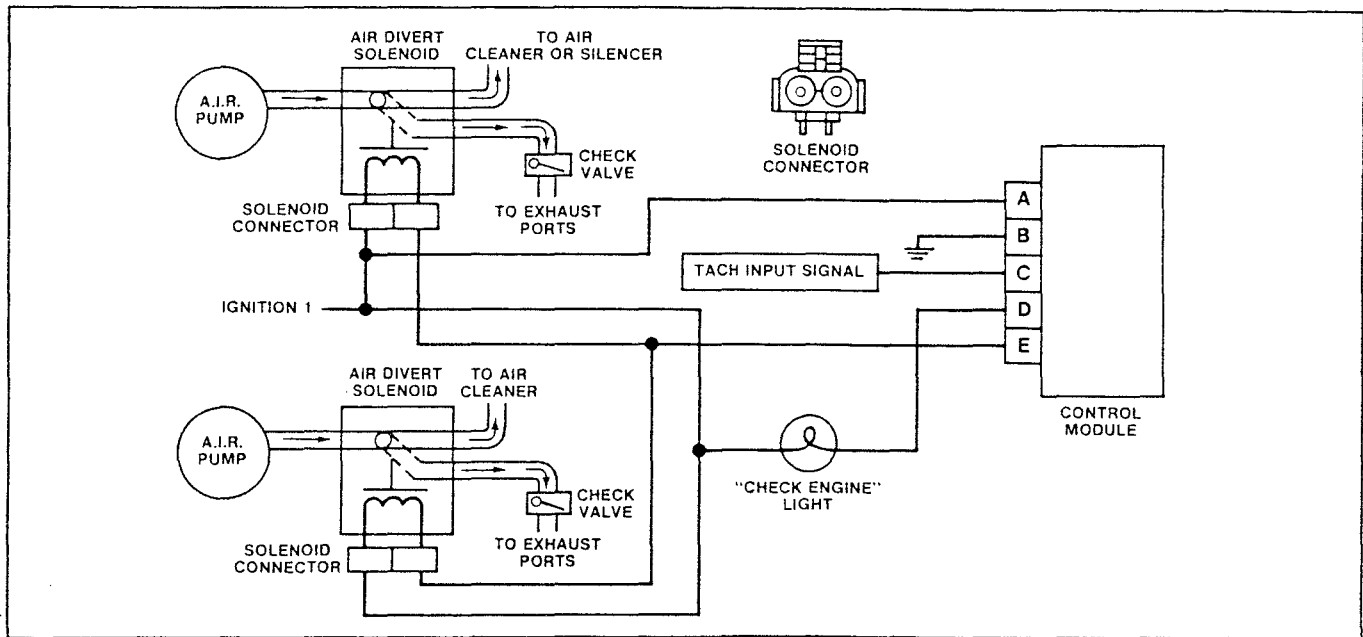 AIR DIVERT
SOLENOID
TO AIR
CLEANER OR SILENCER
A.I.R.
PUMP
CHECK
VALVE
SOLENOID
CONNECTOR
TO EXHAUST
PORTS
SOLENOID
CONNECTOR
A
B
TACH INPUT SIGNAL
C
IGNITION 1
D
E
CONTROL
MODULE
AIR DIVERT
SOLENOID
TO AIR
CLEANER
A.I.R.
PUMP
CHECK
VALVE
"CHECK ENGINE"
LIGHT
SOLENOID
CONNECTOR
TO EXHAUST
PORTS